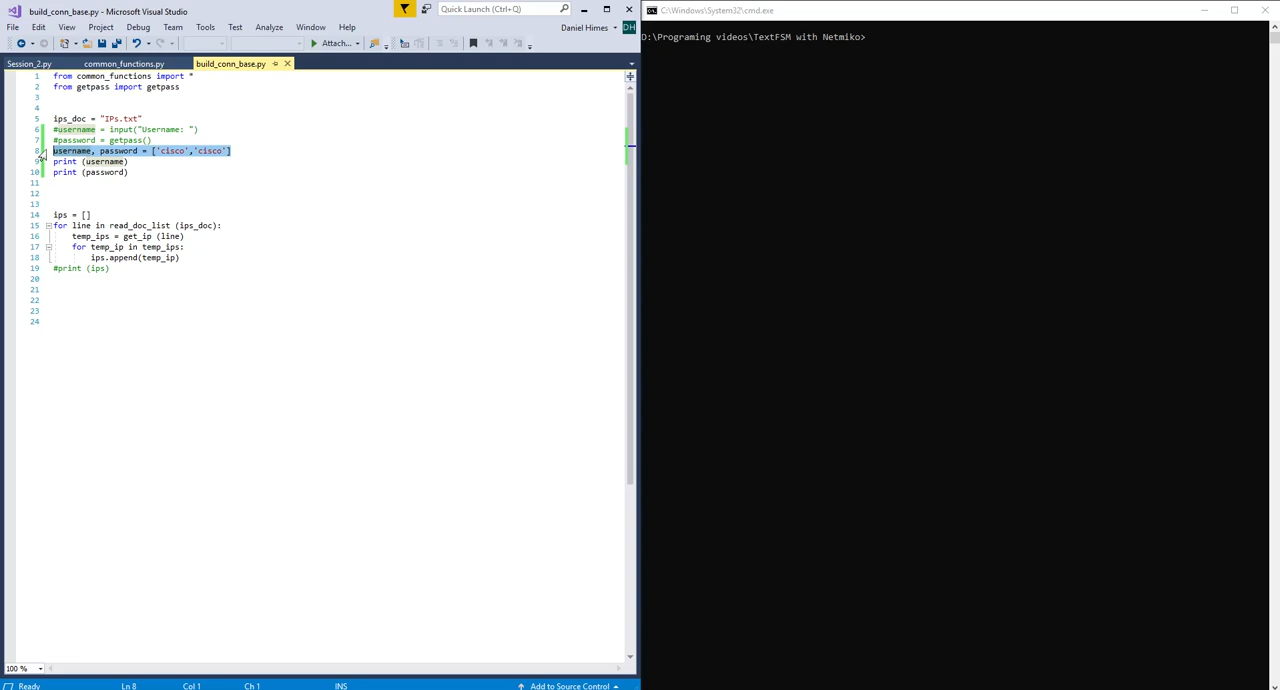 build_conn_base.py - Microsoft Visual Studio
Quick Launch (Ctrl+Q)
File Edit View Project Debug Team Tools Test Analyze Window Help
Daniel Himes DH
Attach...
Session_2.py common_functions.py build_conn_base.py
1 from common_functions import *
2 from getpass import getpass
3
4
5 ips_doc = "IPs.txt"
6 #username = input("Username: ")
7 #password = getpass()
8 username, password = ['cisco','cisco']
9 print (username)
10 print (password)
11
12
13
14 ips = []
15 for line in read_doc_list (ips_doc):
16 temp_ips = get_ip (line)
17 for temp_ip in temp_ips:
18 ips.append(temp_ip)
19 #print (ips)
20
21
22
23
24
100 %
Ready Ln 8 Col 1 Ch 1 INS Add to Source Control
C:\Windows\System32\cmd.exe
D:\Programing videos\TextFSM with Netmiko>